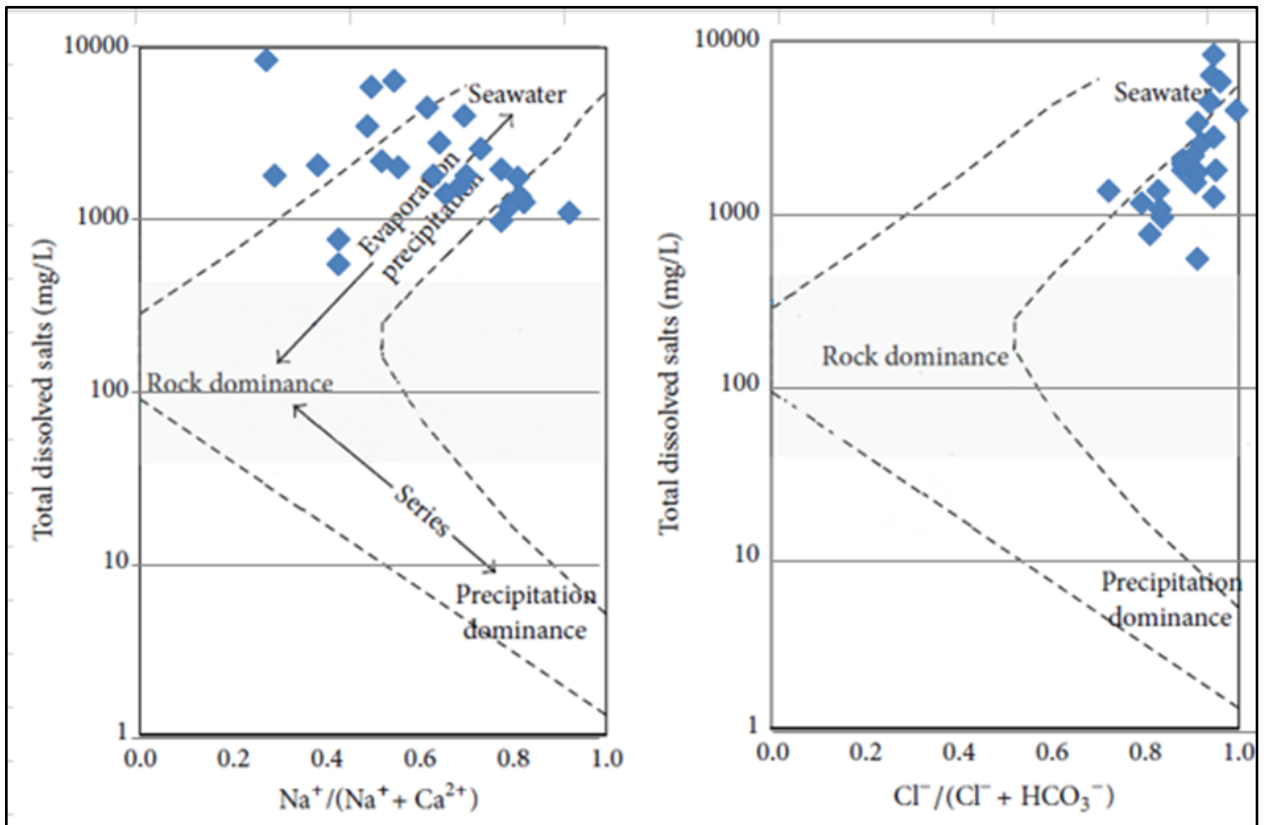 10000
1000
100
10
1
Total dissolved salts (mg/L)
Seawater
Evaporation
precipitation
Rock dominance
Series
Precipitation
dominance
0.0 0.2 0.4 0.6 0.8 1.0
Na⁺/(Na⁺ + Ca²⁺)
10000
1000
100
10
1
Total dissolved salts (mg/L)
Seawater
Rock dominance
Precipitation
dominance
0.0 0.2 0.4 0.6 0.8 1.0
Cl⁻/(Cl⁻ + HCO₃⁻)